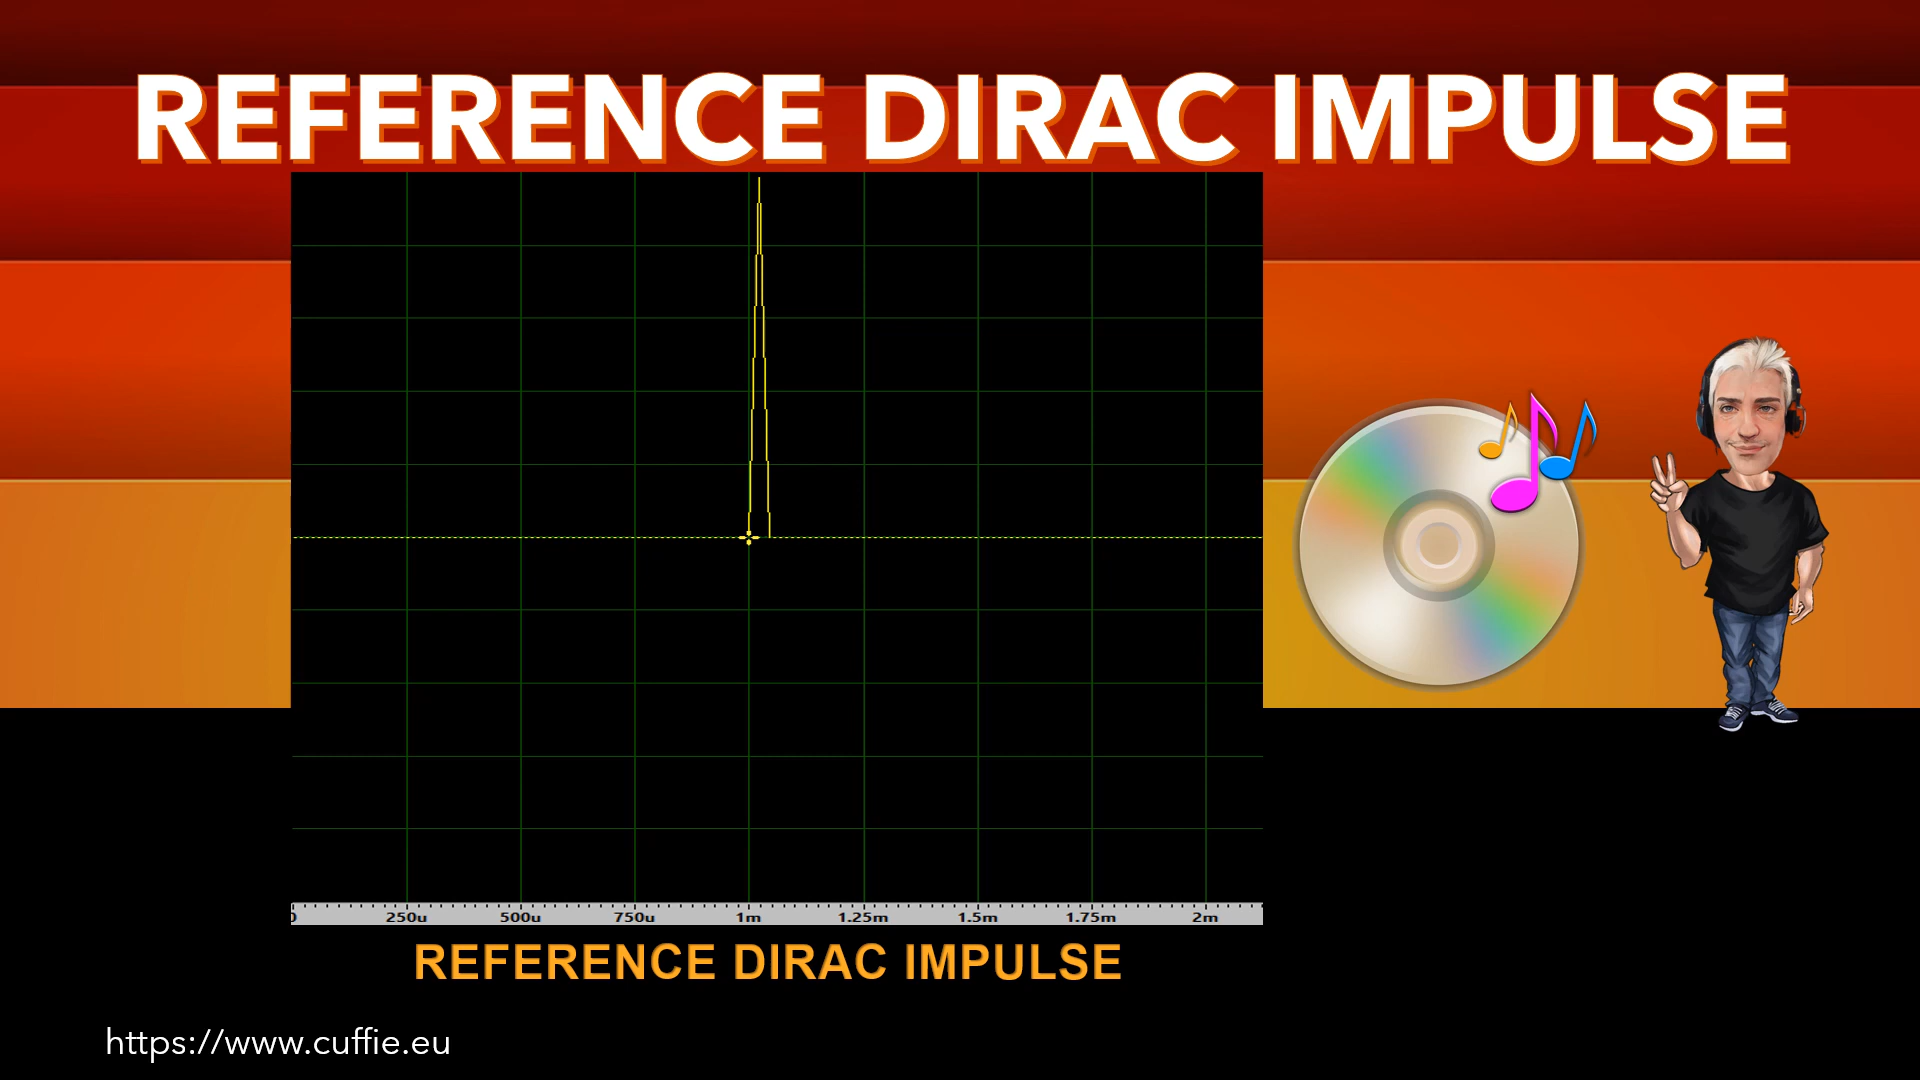 REFERENCE DIRAC IMPULSE
0 250u 500u 750u 1m 1.25m 1.5m 1.75m 2m
REFERENCE DIRAC IMPULSE
https://www.cuffie.eu